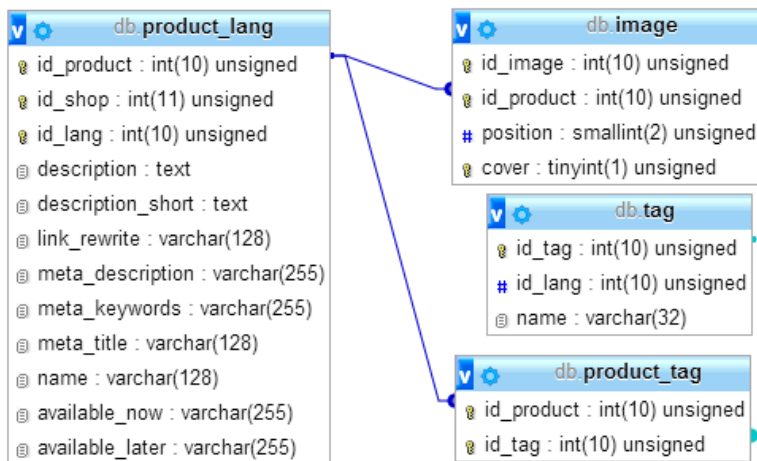 v db.product_lang
id_product : int(10) unsigned
id_shop : int(11) unsigned
id_lang : int(10) unsigned
description : text
description_short : text
link_rewrite : varchar(128)
meta_description : varchar(255)
meta_keywords : varchar(255)
meta_title : varchar(128)
name : varchar(128)
available_now : varchar(255)
available_later : varchar(255)
v db.image
id_image : int(10) unsigned
id_product : int(10) unsigned
# position : smallint(2) unsigned
cover : tinyint(1) unsigned
v db.tag
id_tag : int(10) unsigned
# id_lang : int(10) unsigned
name : varchar(32)
v db.product_tag
id_product : int(10) unsigned
id_tag : int(10) unsigned